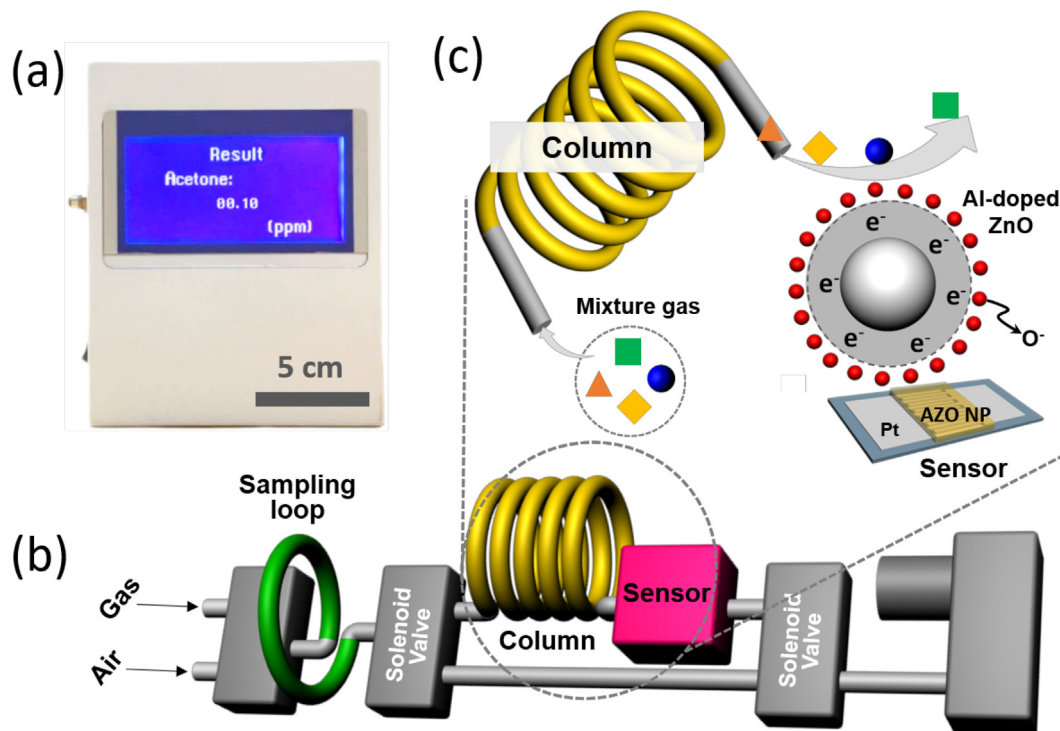 (a)
Result
Acetone:
00.10
(ppm)
5 cm
(c)
Column
Al-doped
ZnO
e-
e-
e-
e-
e-
e-
O-
Mixture gas
Pt
AZO NP
Sensor
(b)
Sampling
loop
Gas
Air
Solenoid
Valve
Column
Sensor
Solenoid
Valve